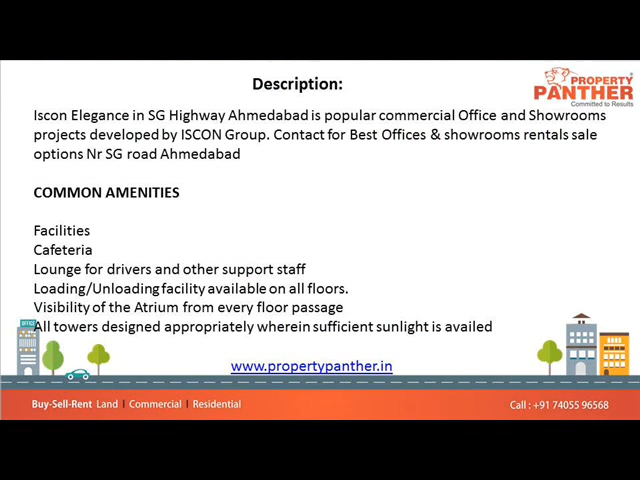 Description:
PROPERTY
PANTHER
Committed to Results
Iscon Elegance in SG Highway Ahmedabad is popular commercial Office and Showrooms
projects developed by ISCON Group. Contact for Best Offices & showrooms rentals sale
options Nr SG road Ahmedabad
COMMON AMENITIES
Facilities
Cafeteria
Lounge for drivers and other support staff
Loading/Unloading facility available on all floors.
Visibility of the Atrium from every floor passage
OFFICE
All towers designed appropriately wherein sufficient sunlight is availed
www.propertypanther.in
Buy-Sell-Rent Land | Commercial | Residential
Call : +91 74055 96568